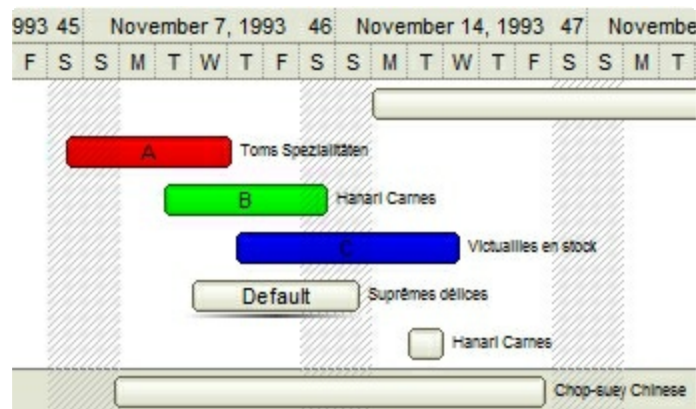 993 45 November 7, 1993 46 November 14, 1993 47 Novembe
F S S M T W T F S S M T W T F S S M T
A Toms Spezialitäten
B Hanari Carnes
C Victuailles en stock
Default Suprêmes délices
Hanari Carnes
Chop-suey Chinese